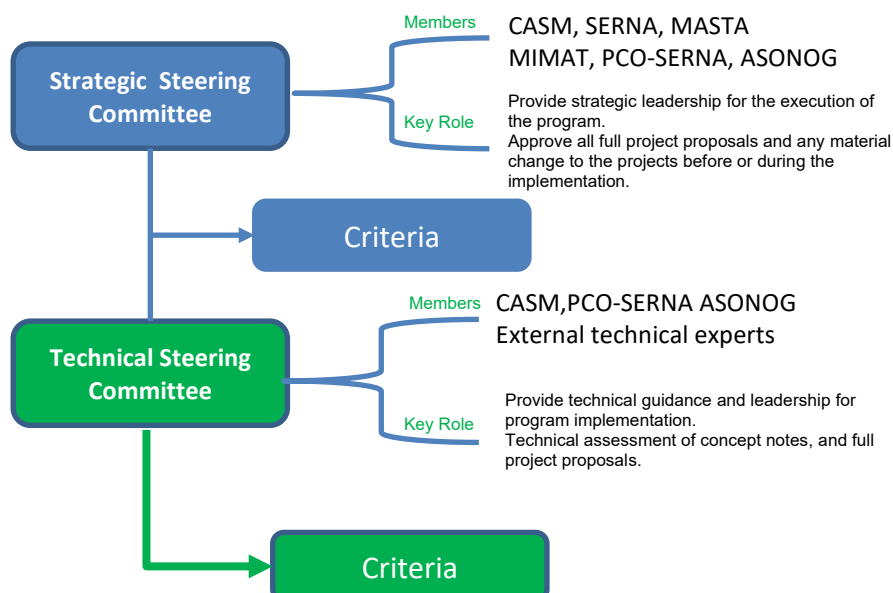 Members
CASM, SERNA, MASTA
MIMAT, PCO-SERNA, ASONOG
Strategic Steering
Committee
Key Role
Provide strategic leadership for the execution of
the program.
Approve all full project proposals and any material
change to the projects before or during the
implementation.
Criteria
Members
CASM,PCO-SERNA ASONOG
External technical experts
Technical Steering
Committee
Key Role
Provide technical guidance and leadership for
program implementation.
Technical assessment of concept notes, and full
project proposals.
Criteria